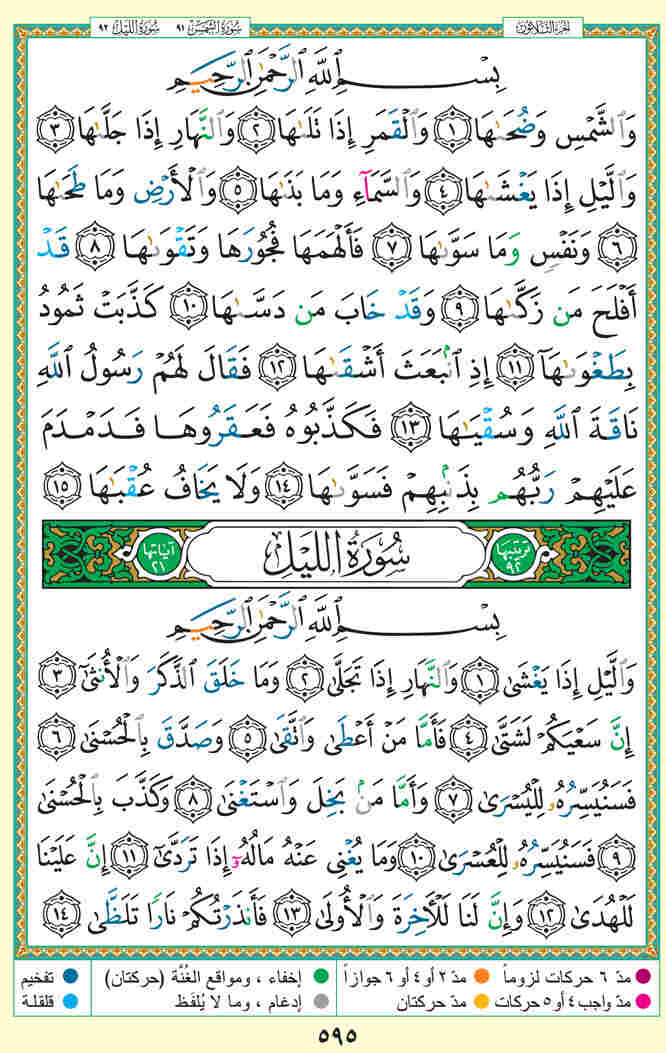 الجزء الثلاثون
سورة الشمس ٩١ سورة الليل ٩٢
بِسْمِ ٱللَّهِ ٱلرَّحْمَٰنِ ٱلرَّحِيمِ
وَٱلشَّمْسِ وَضُحَىٰهَا ١ وَٱلْقَمَرِ إِذَا تَلَىٰهَا ٢ وَٱلنَّهَارِ إِذَا جَلَّىٰهَا ٣
وَٱلَّيْلِ إِذَا يَغْشَىٰهَا ٤ وَٱلسَّمَآءِ وَمَا بَنَىٰهَا ٥ وَٱلْأَرْضِ وَمَا طَحَىٰهَا
٦ وَنَفْسٍ وَمَا سَوَّىٰهَا ٧ فَأَلْهَمَهَا فُجُورَهَا وَتَقْوَىٰهَا ٨ قَدْ
أَفْلَحَ مَن زَكَّىٰهَا ٩ وَقَدْ خَابَ مَن دَسَّىٰهَا ١٠ كَذَّبَتْ ثَمُودُ
بِطَغْوَىٰهَآ ١١ إِذِ ٱنۢبَعَثَ أَشْقَىٰهَا ١٢ فَقَالَ لَهُمْ رَسُولُ ٱللَّهِ
نَاقَةَ ٱللَّهِ وَسُقْيَٰهَا ١٣ فَكَذَّبُوهُ فَعَقَرُوهَا فَدَمْدَمَ
عَلَيْهِمْ رَبُّهُم بِذَنۢبِهِمْ فَسَوَّىٰهَا ١٤ وَلَا يَخَافُ عُقْبَٰهَا ١٥
ترتيبها ٩٢ سُورَةُ اللَّيْلِ آياتها ٢١
بِسْمِ ٱللَّهِ ٱلرَّحْمَٰنِ ٱلرَّحِيمِ
وَٱلَّيْلِ إِذَا يَغْشَىٰ ١ وَٱلنَّهَارِ إِذَا تَجَلَّىٰ ٢ وَمَا خَلَقَ ٱلذَّكَرَ وَٱلْأُنثَىٰٓ ٣
إِنَّ سَعْيَكُمْ لَشَتَّىٰ ٤ فَأَمَّا مَنْ أَعْطَىٰ وَٱتَّقَىٰ ٥ وَصَدَّقَ بِٱلْحُسْنَىٰ ٦
فَسَنُيَسِّرُهُۥ لِلْيُسْرَىٰ ٧ وَأَمَّا مَنۢ بَخِلَ وَٱسْتَغْنَىٰ ٨ وَكَذَّبَ بِٱلْحُسْنَىٰ
٩ فَسَنُيَسِّرُهُۥ لِلْعُسْرَىٰ ١٠ وَمَا يُغْنِى عَنْهُ مَالُهُۥٓ إِذَا تَرَدَّىٰٓ ١١ إِنَّ عَلَيْنَا
لَلْهُدَىٰ ١٢ وَإِنَّ لَنَا لَلْـَٔاخِرَةَ وَٱلْأُولَىٰ ١٣ فَأَنذَرْتُكُمْ نَارًا تَلَظَّىٰ ١٤
مدّ ٦ حركات لزوماً مدّ ٢ أو ٤ أو ٦ جوازاً إخفاء ، ومواقع الغُنَّة (حركتان) تفخيم
مدّ واجب ٤ أو ٥ حركات مدّ حركتان إدغام ، وما لا يُلفَظ قلقلة
٥٩٥